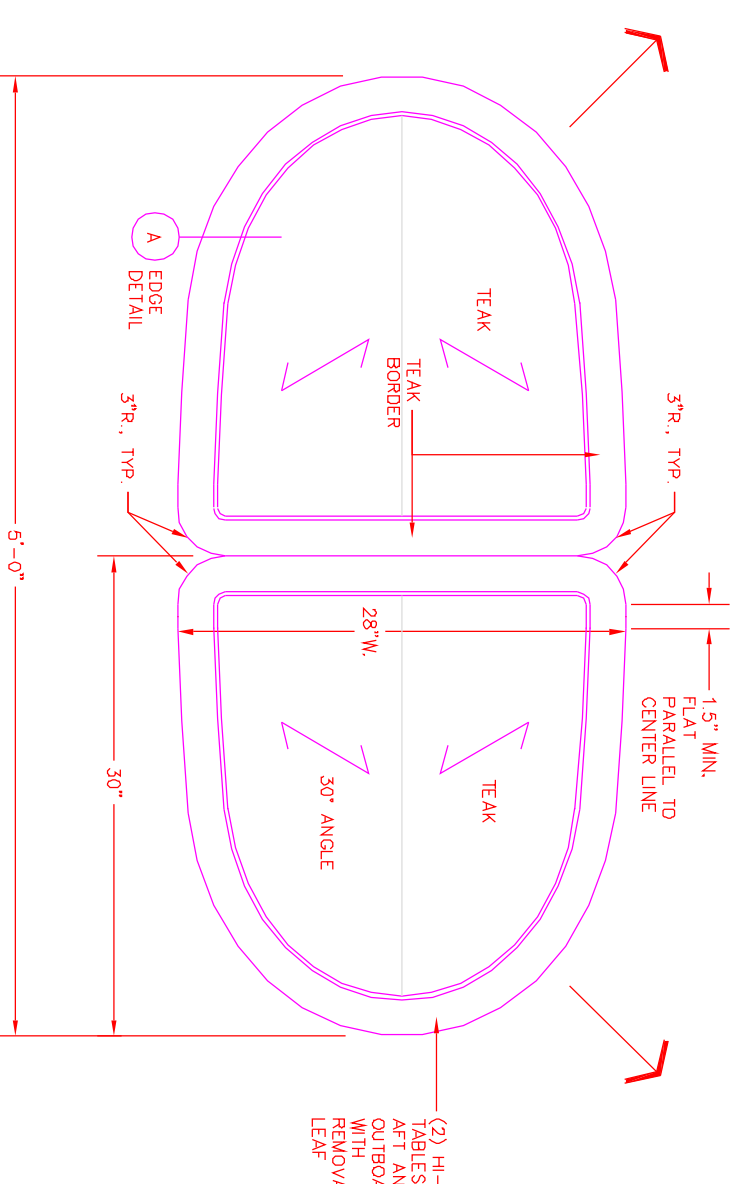 3"R., TYP.
1.5" MIN.
FLAT
PARALLEL TO
CENTER LINE
TEAK
TEAK
BORDER
A
EDGE
DETAIL
3"R., TYP.
28"W.
TEAK
30° ANGLE
30"
5'-0"
(2) HI-
TABLES
AFT AN
OUTBOA
WITH
REMOVA
LEAF